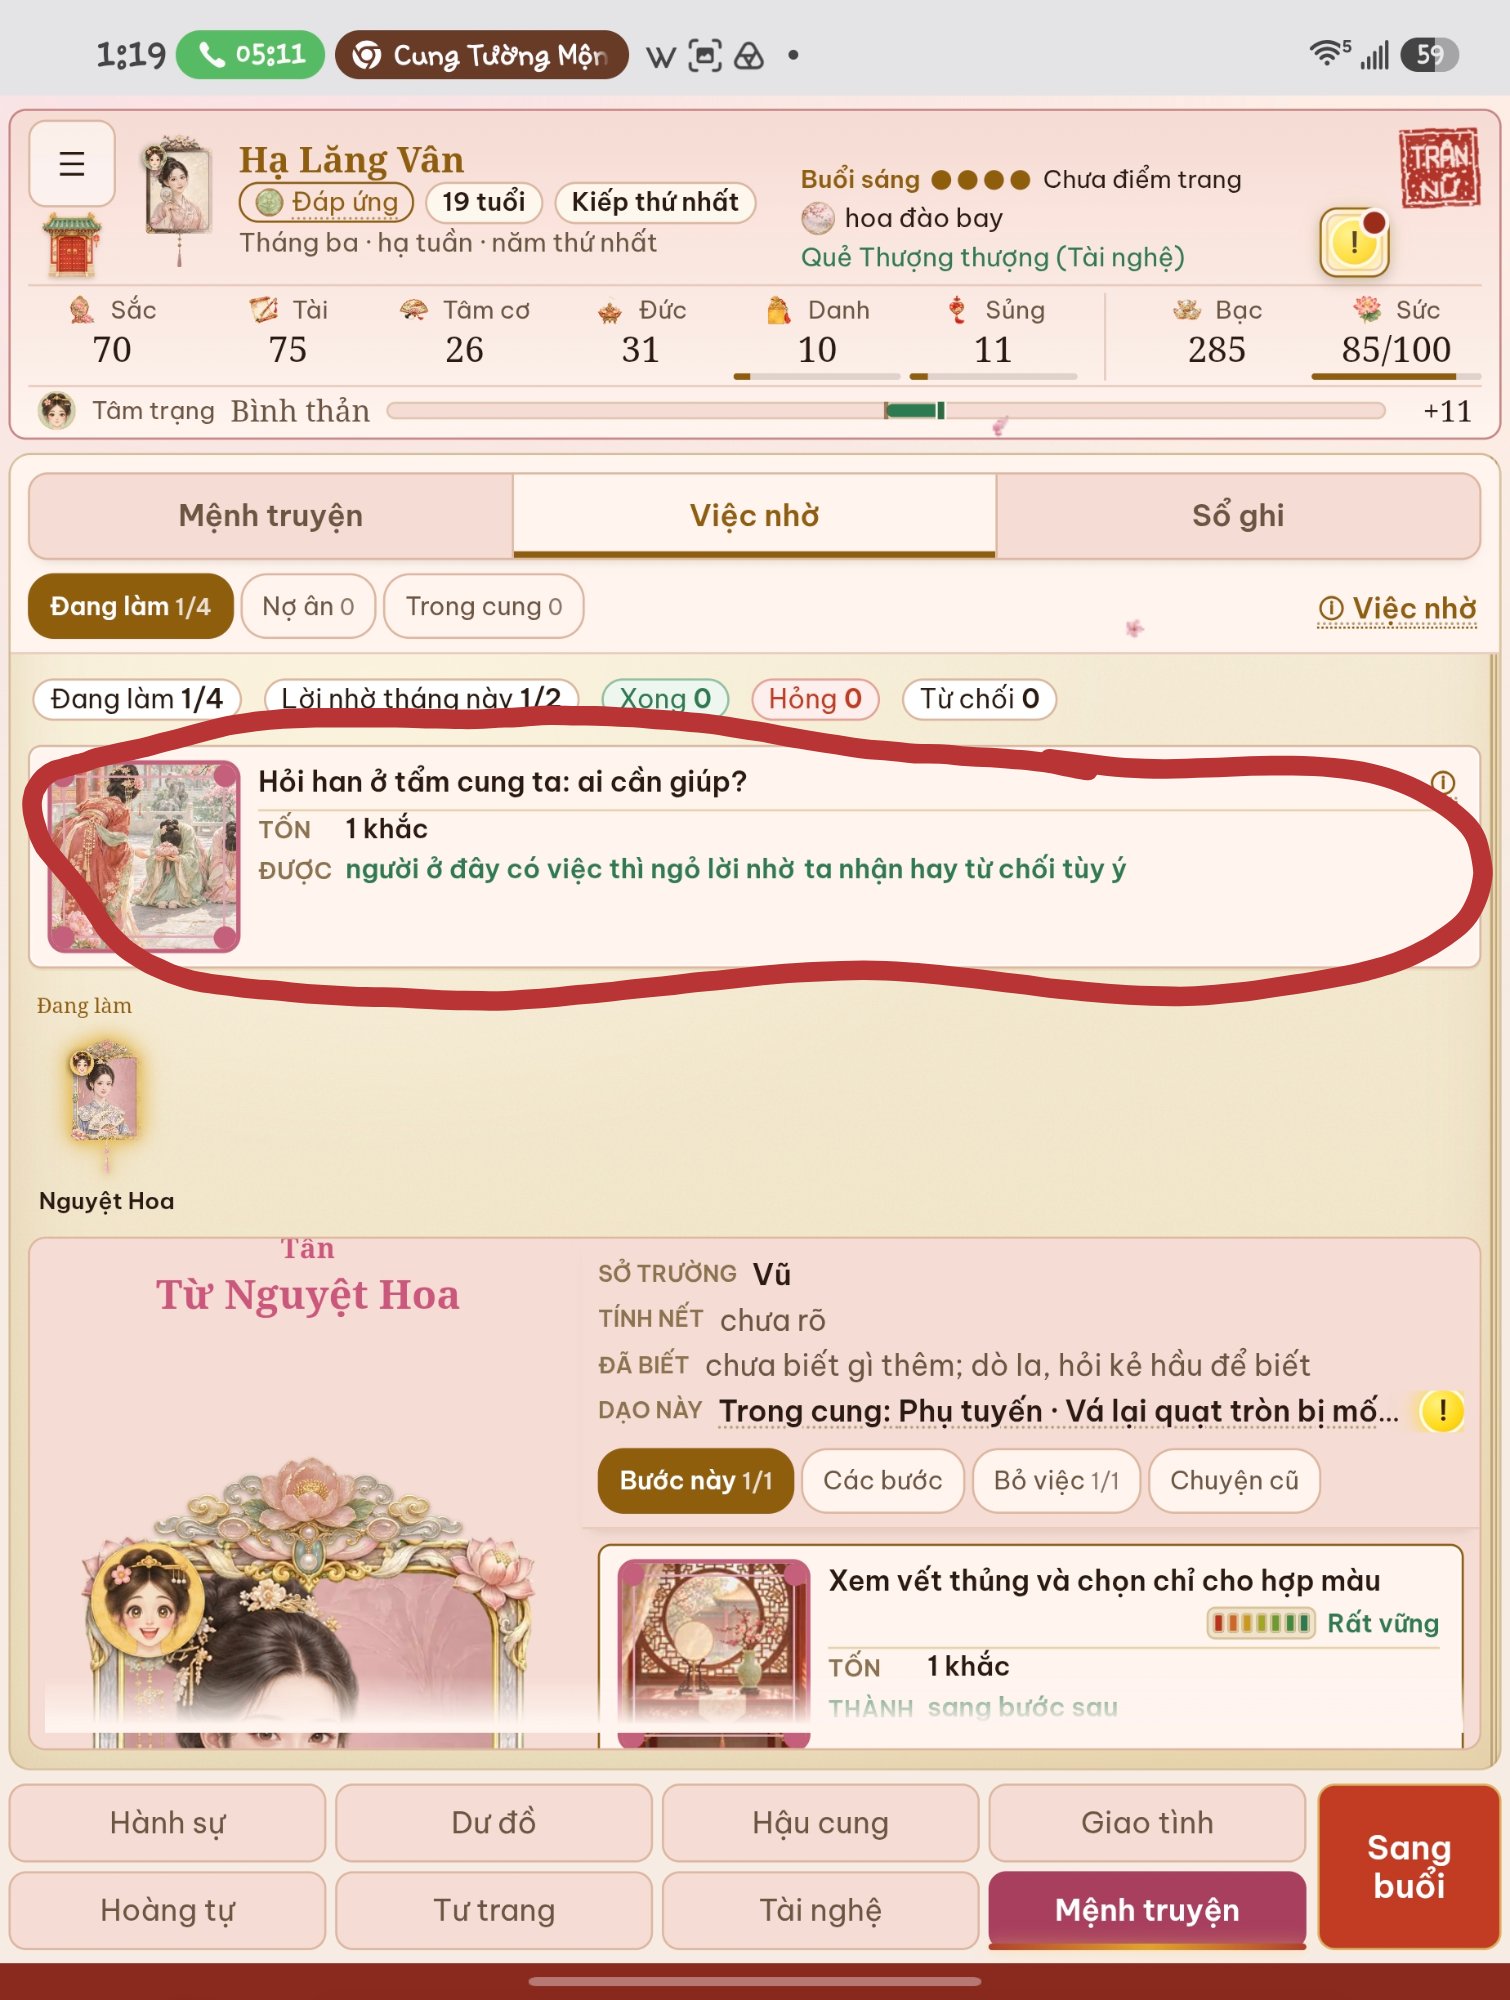 1:19
05:11
Cung Tường Mộn
59
Hạ Lăng Vân
Đáp ứng
19 tuổi
Kiếp thứ nhất
Tháng ba · hạ tuần · năm thứ nhất
Buổi sáng
Chưa điểm trang
hoa đào bay
Quẻ Thượng thượng (Tài nghệ)
TRÂN NỮ
!
Sắc
Tài
Tâm cơ
Đức
Danh
Sủng
Bạc
Sức
70
75
26
31
10
11
285
85/100
Tâm trạng
Bình thản
+11
Mệnh truyện
Việc nhờ
Sổ ghi
Đang làm 1/4
Nợ ân 0
Trong cung 0
Việc nhờ
Đang làm 1/4
Lời nhờ tháng này 1/2
Xong 0
Hỏng 0
Từ chối 0
Hỏi han ở tẩm cung ta: ai cần giúp?
TỐN 1 khắc
ĐƯỢC người ở đây có việc thì ngỏ lời nhờ ta nhận hay từ chối tùy ý
Đang làm
Nguyệt Hoa
Tần
Từ Nguyệt Hoa
SỞ TRƯỜNG Vũ
TÍNH NẾT chưa rõ
ĐÃ BIẾT chưa biết gì thêm; dò la, hỏi kẻ hầu để biết
DẠO NÀY Trong cung: Phụ tuyến · Vá lại quạt tròn bị mố...
!
Bước này 1/1
Các bước
Bỏ việc 1/1
Chuyện cũ
Xem vết thủng và chọn chỉ cho hợp màu
Rất vững
TỐN 1 khắc
THÀNH sang bước sau
Hành sự
Dư đồ
Hậu cung
Giao tình
Sang buổi
Hoàng tự
Tư trang
Tài nghệ
Mệnh truyện